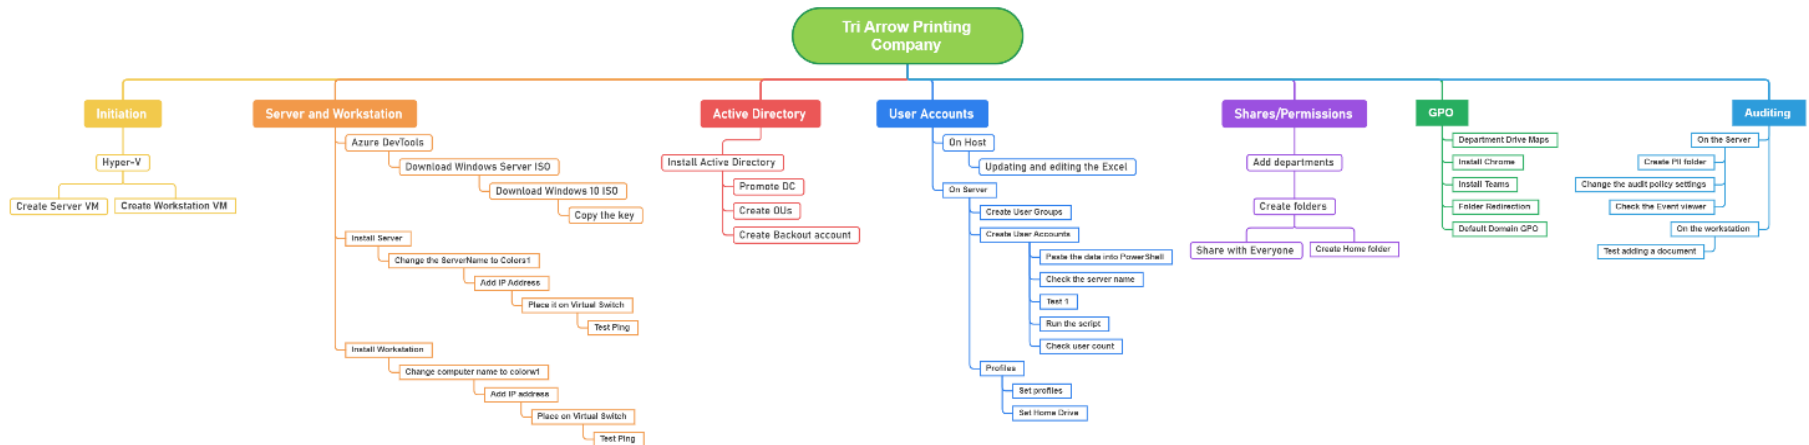 Tri Arrow Printing
Company
Initiation
Hyper-V
Create Server VM
Create Workstation VM
Server and Workstation
Azure DevTools
Download Windows Server ISO
Download Windows 10 ISO
Copy the key
Install Server
Change the ServerName to Colors1
Add IP Address
Place it on Virtual Switch
Test Ping
Install Workstation
Change computer name to colorw1
Add IP address
Place on Virtual Switch
Test Ping
Active Directory
Install Active Directory
Promote DC
Create OUs
Create Backout account
User Accounts
On Host
Updating and editing the Excel
On Server
Create User Groups
Create User Accounts
Paste the data into PowerShell
Check the server name
Test 1
Run the script
Check user count
Profiles
Set profiles
Set Home Drive
Shares/Permissions
Add departments
Create folders
Share with Everyone
Create Home folder
GPO
Department Drive Maps
Install Chrome
Install Teams
Folder Redirection
Default Domain GPO
Auditing
On the Server
Create PII folder
Change the audit policy settings
Check the Event viewer
On the workstation
Test adding a document